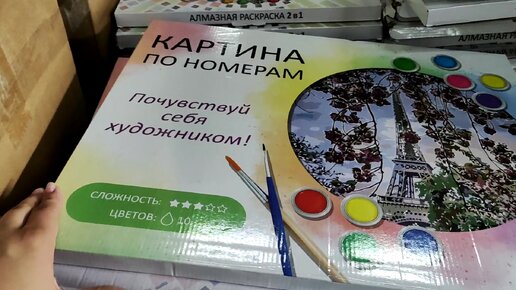 АЛМАЗНАЯ РАСКРАСКА 2 в 1
КАРТИНА
ПО НОМЕРАМ
Почувствуй
себя
художником!
СЛОЖНОСТЬ:
ЦВЕТОВ: